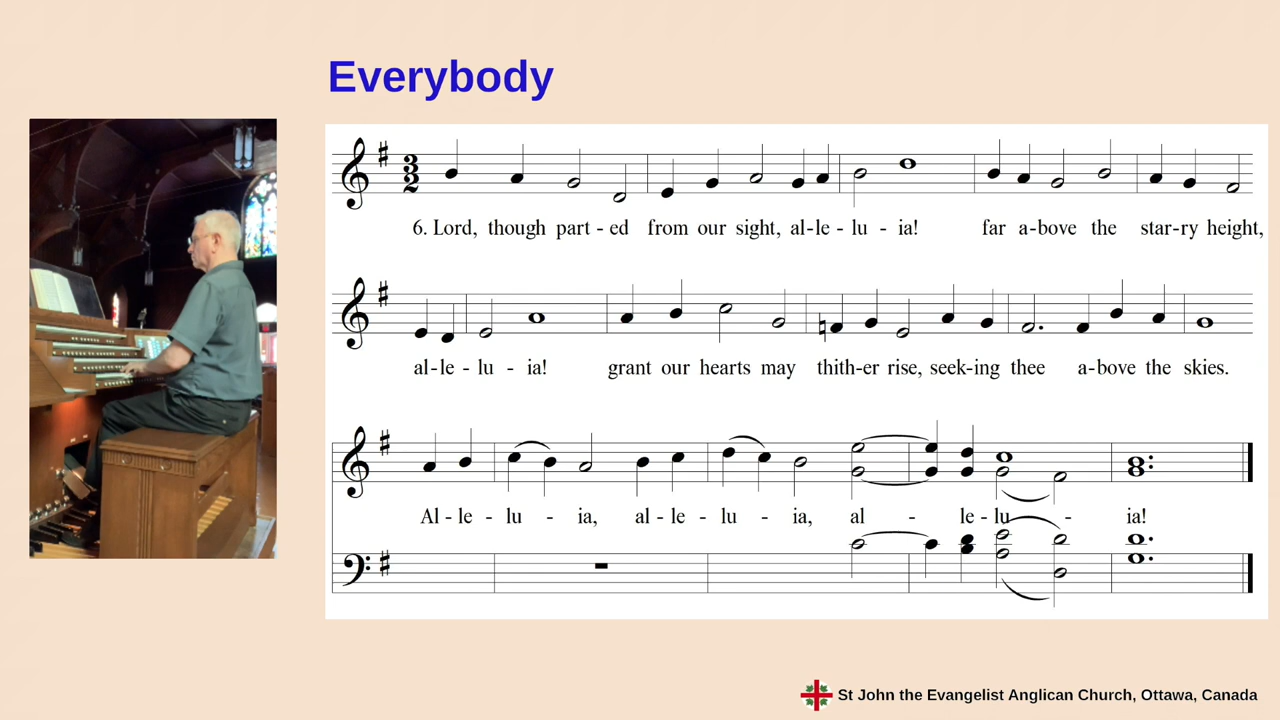 Everybody
3
2
6. Lord, though part - ed from our sight, al - le - lu - ia! far a - bove the star - ry height,
al - le - lu - ia! grant our hearts may thith - er rise, seek - ing thee a - bove the skies.
Al - le - lu - ia, al - le - lu - ia, al - le - lu - ia!
St John the Evangelist Anglican Church, Ottawa, Canada